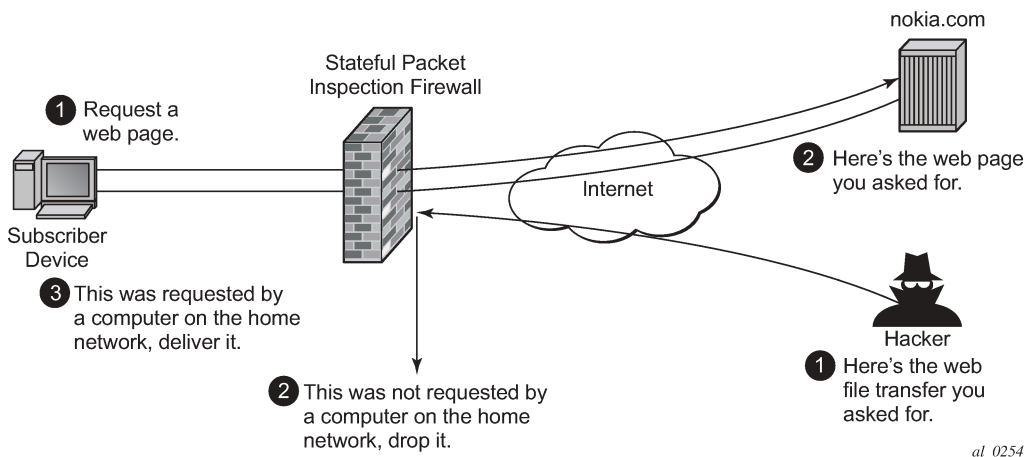 nokia.com
Stateful Packet
Inspection Firewall
1 Request a
web page.
Internet
2 Here's the web page
you asked for.
Subscriber
Device
3 This was requested by
a computer on the home
network, deliver it.
Hacker
1 Here's the web
file transfer you
asked for.
2 This was not requested by
a computer on the home
network, drop it.
al_0254